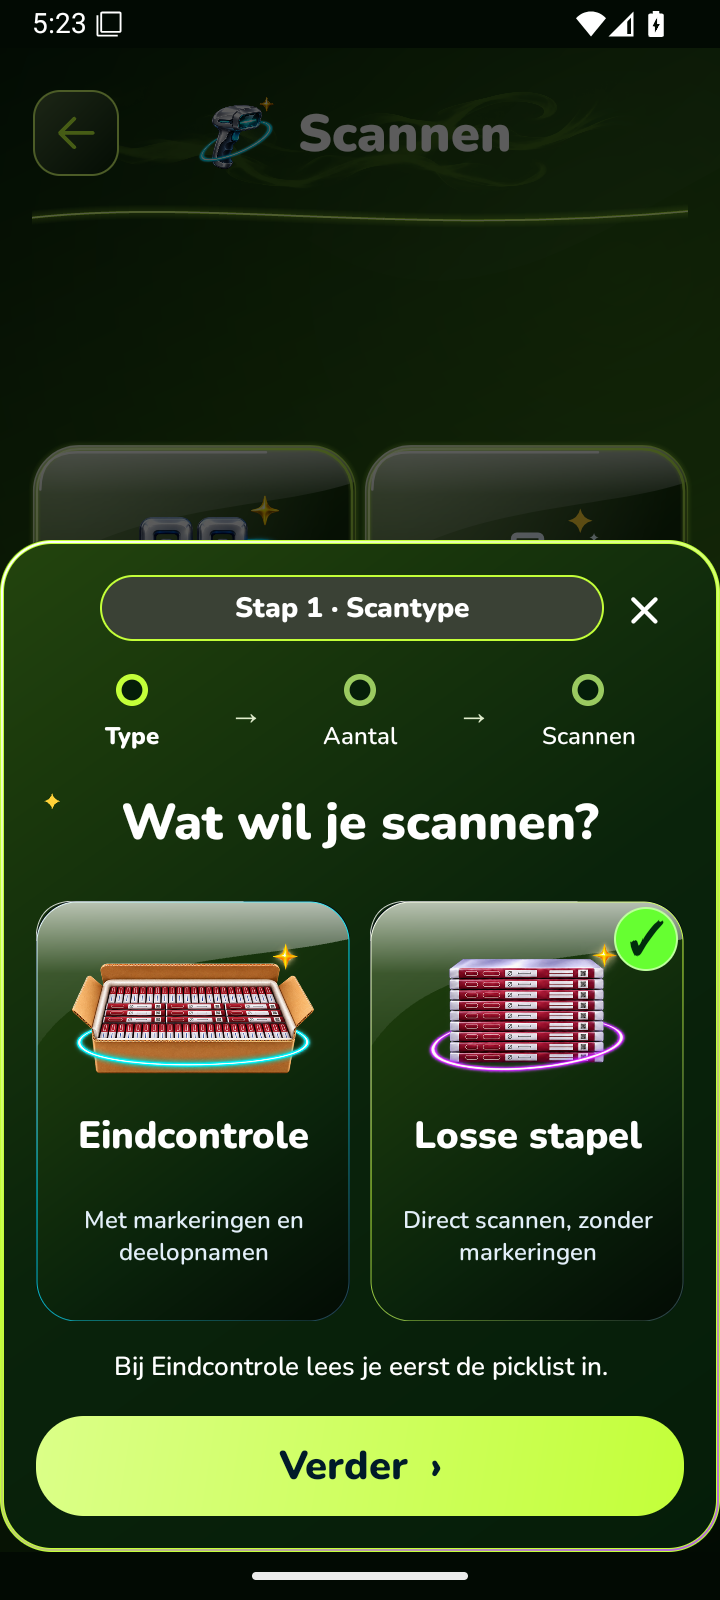 5:23
Scannen
Stap 1 · Scantype
Type → Aantal → Scannen
Wat wil je scannen?
Eindcontrole
Met markeringen en
deelopnamen
Losse stapel
Direct scannen, zonder
markeringen
Bij Eindcontrole lees je eerst de picklist in.
Verder ›